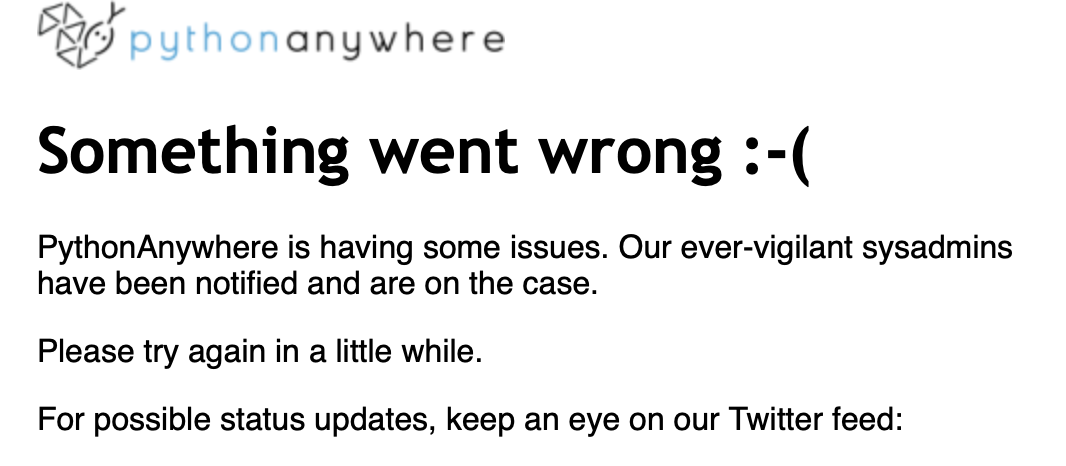 pythonanywhere
Something went wrong :-(
PythonAnywhere is having some issues. Our ever-vigilant sysadmins
have been notified and are on the case.
Please try again in a little while.
For possible status updates, keep an eye on our Twitter feed: